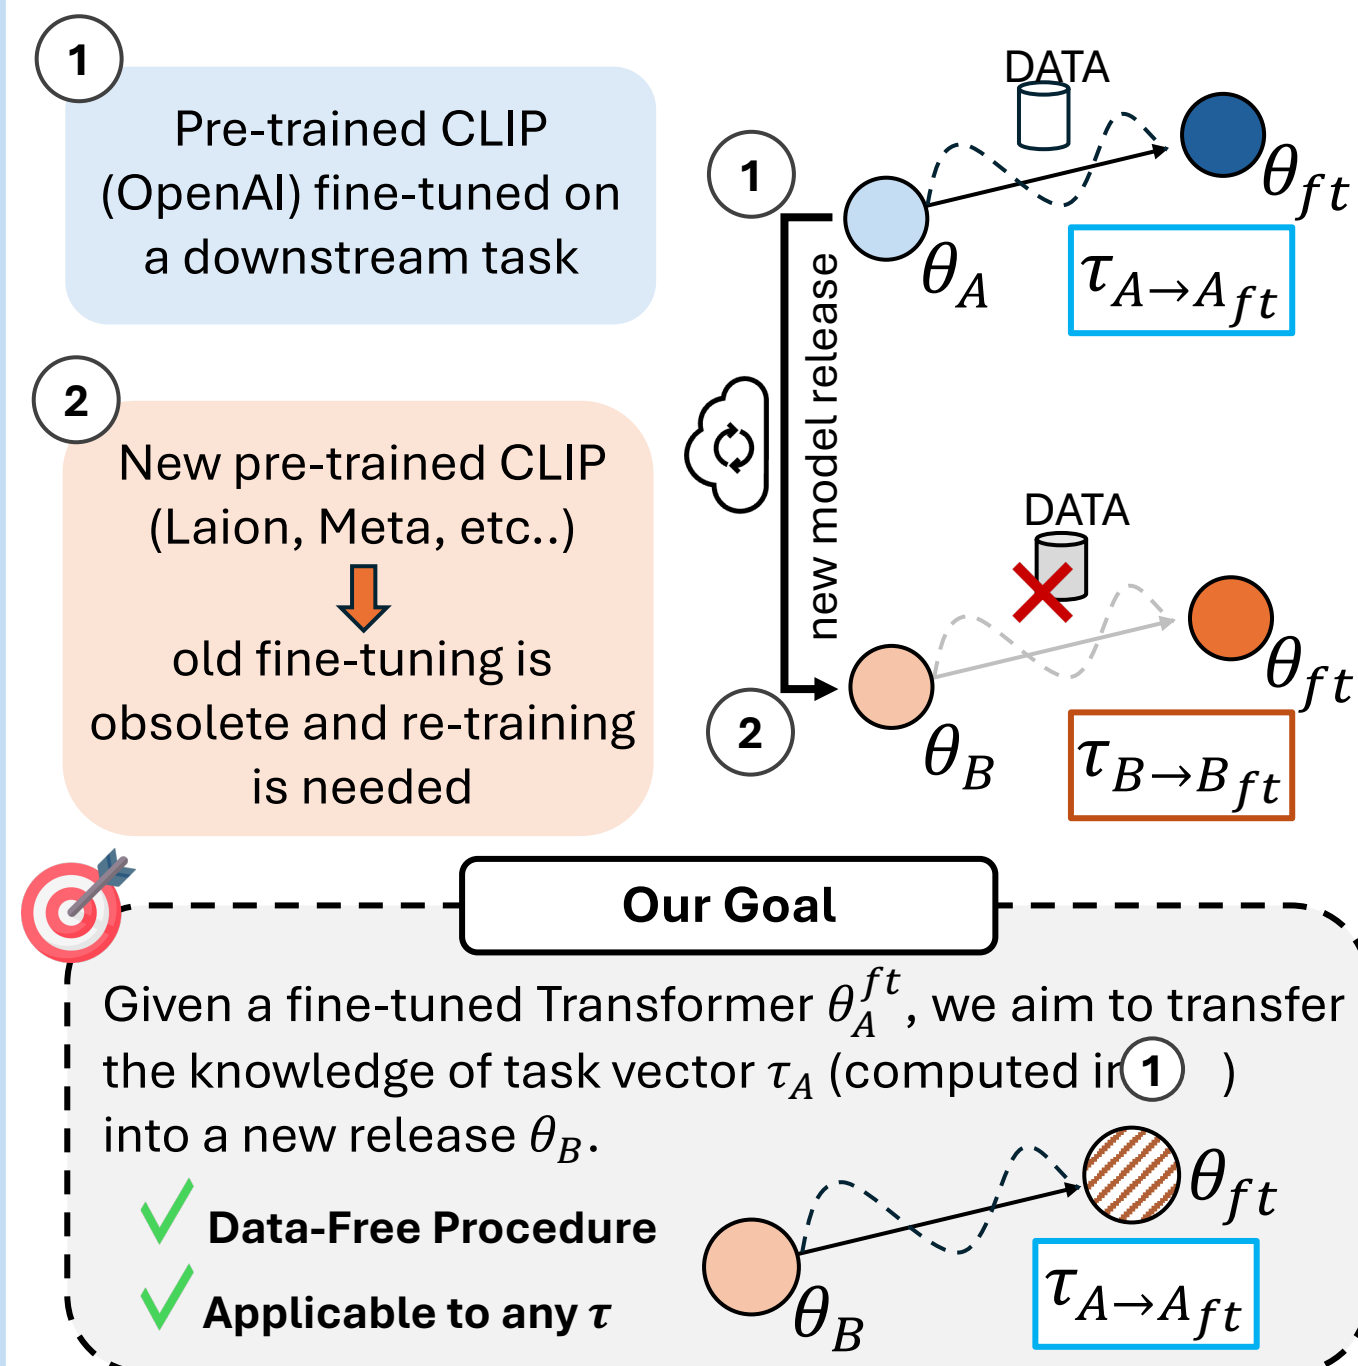 1
Pre-trained CLIP
(OpenAI) fine-tuned on
a downstream task
2
New pre-trained CLIP
(Laion, Meta, etc..)
old fine-tuning is
obsolete and re-training
is needed
DATA
1
θ_A
θ_ft
τ_{A→A_ft}
new model release
DATA
2
θ_B
θ_ft
τ_{B→B_ft}
Our Goal
Given a fine-tuned Transformer θ_A^ft, we aim to transfer
the knowledge of task vector τ_A (computed in 1 )
into a new release θ_B.
Data-Free Procedure
Applicable to any τ
θ_B
θ_ft
τ_{A→A_ft}